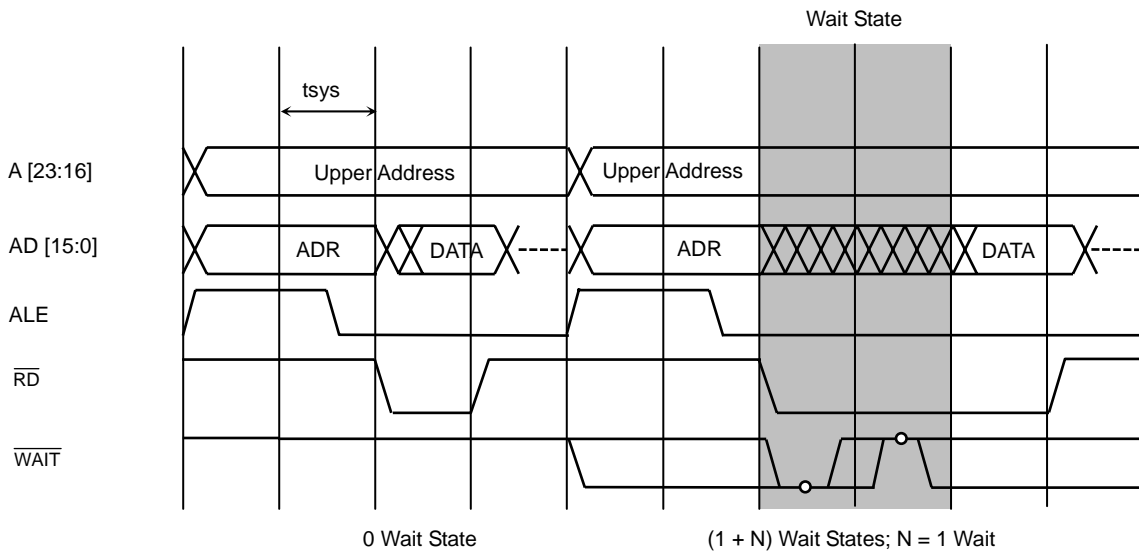 Wait State
tsys
A [23:16]
Upper Address
Upper Address
AD [15:0]
ADR
DATA
ADR
DATA
ALE
RD
WAIT
0 Wait State
(1 + N) Wait States; N = 1 Wait